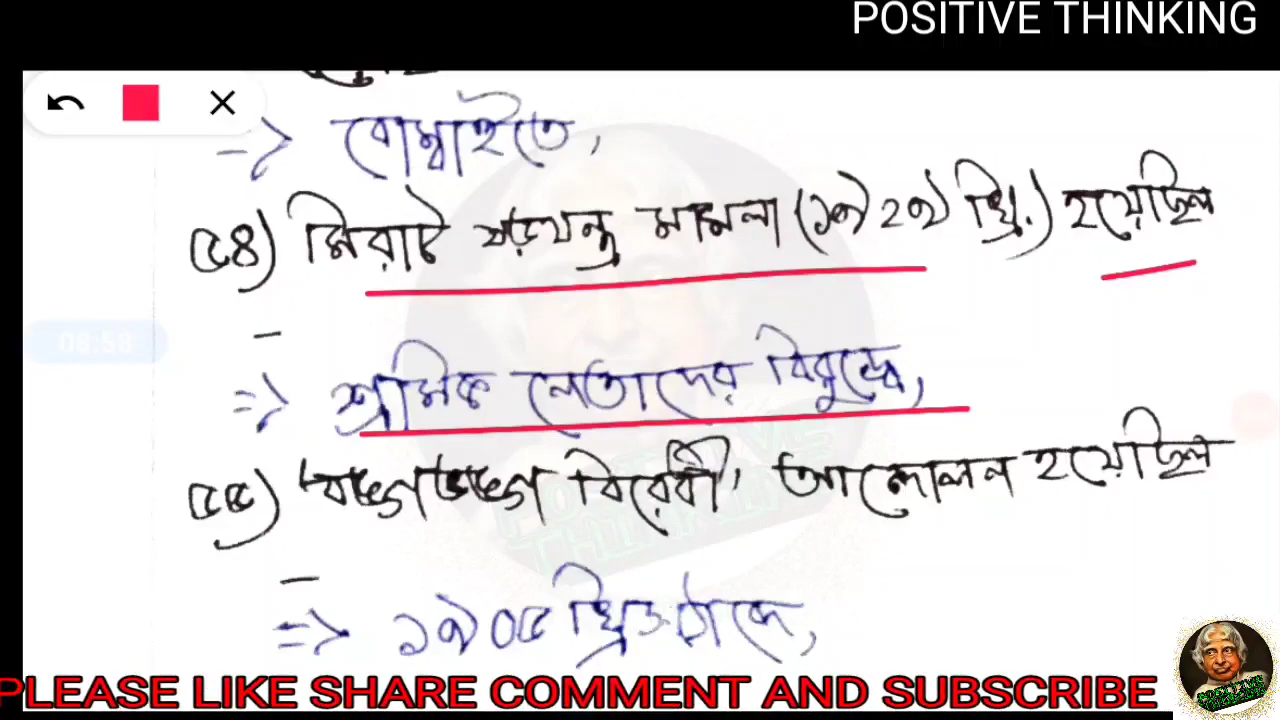 POSITIVE THINKING
=> বোম্বাইতে,
৫৪) মিরাট ষড়যন্ত্র মামলা (১৯২৯ খ্রি.) হয়েছিল
–
=> শ্রমিক নেতাদের বিরুদ্ধে,
৫৫) 'বঙ্গভঙ্গ বিরোধী' আন্দোলন হয়েছিল
–
=> ১৯০৫ খ্রিস্টাব্দে,
PLEASE LIKE SHARE COMMENT AND SUBSCRIBE